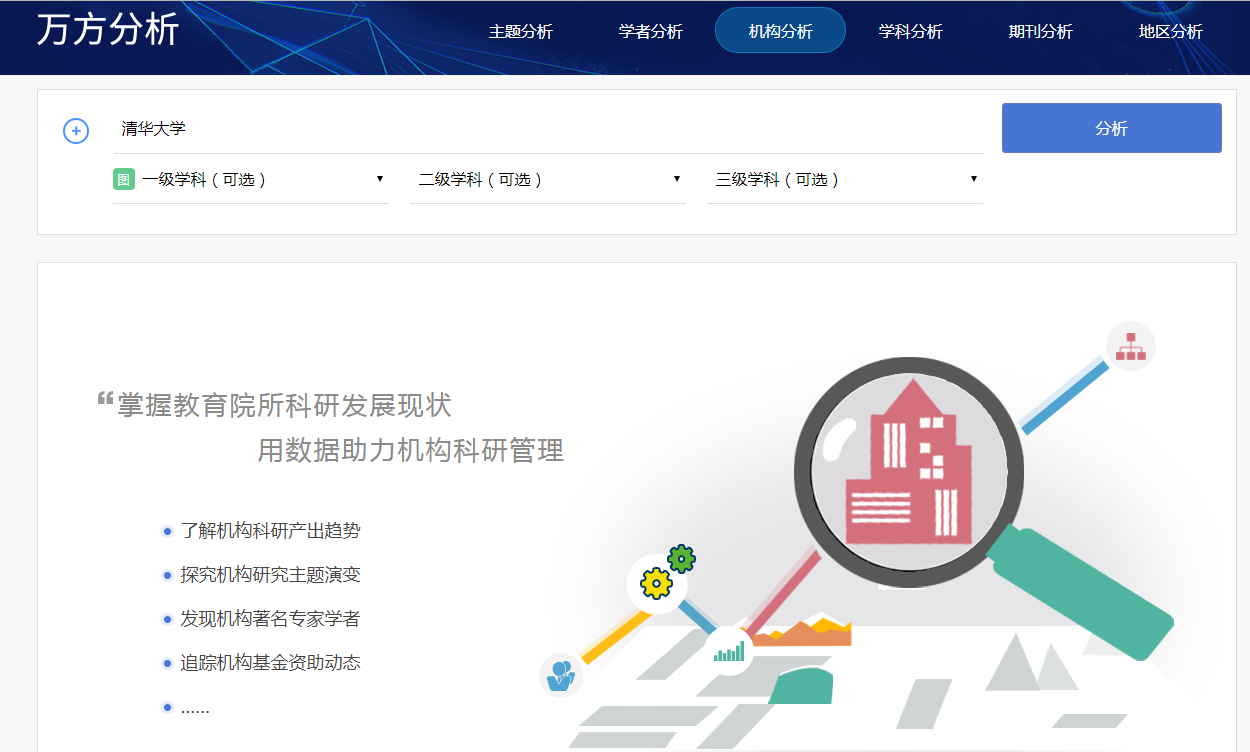 万方分析
主题分析 学者分析 机构分析 学科分析 期刊分析 地区分析
清华大学
分析
图 一级学科（可选） 二级学科（可选） 三级学科（可选）
“掌握教育院所科研发展现状
用数据助力机构科研管理
了解机构科研产出趋势
探究机构研究主题演变
发现机构著名专家学者
追踪机构基金资助动态
......